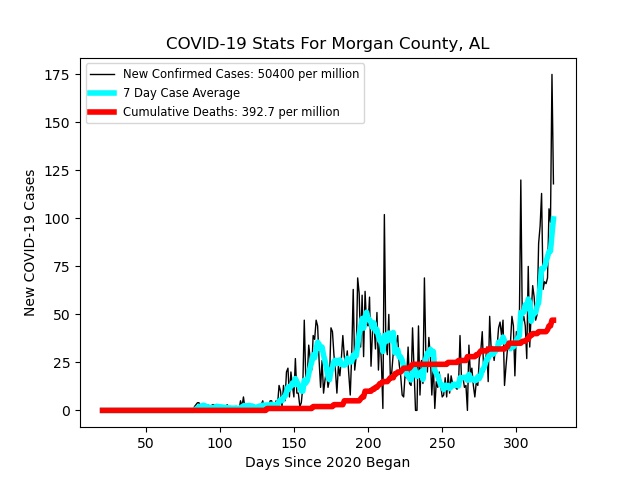 COVID-19 Stats For Morgan County, AL
New Confirmed Cases: 50400 per million
7 Day Case Average
Cumulative Deaths: 392.7 per million
New COVID-19 Cases
175
150
125
100
75
50
25
0
50 100 150 200 250 300
Days Since 2020 Began